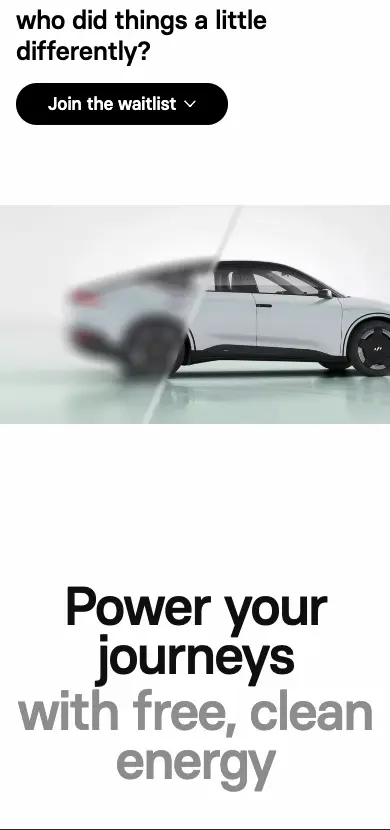 who did things a little
differently?
Join the waitlist
Power your
journeys
with free, clean
energy